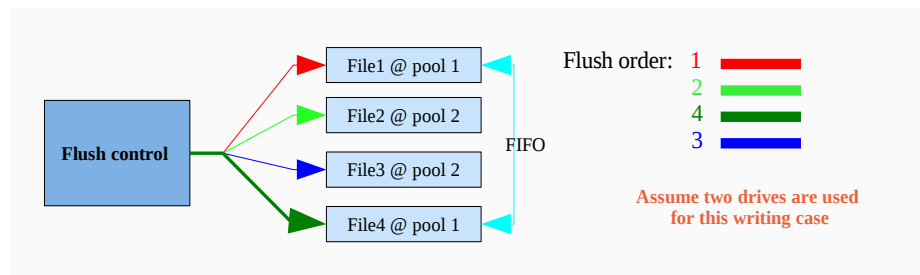 Flush control
File1 @ pool 1
File2 @ pool 2
File3 @ pool 2
File4 @ pool 1
FIFO
Flush order: 1
2
4
3
Assume two drives are used
for this writing case